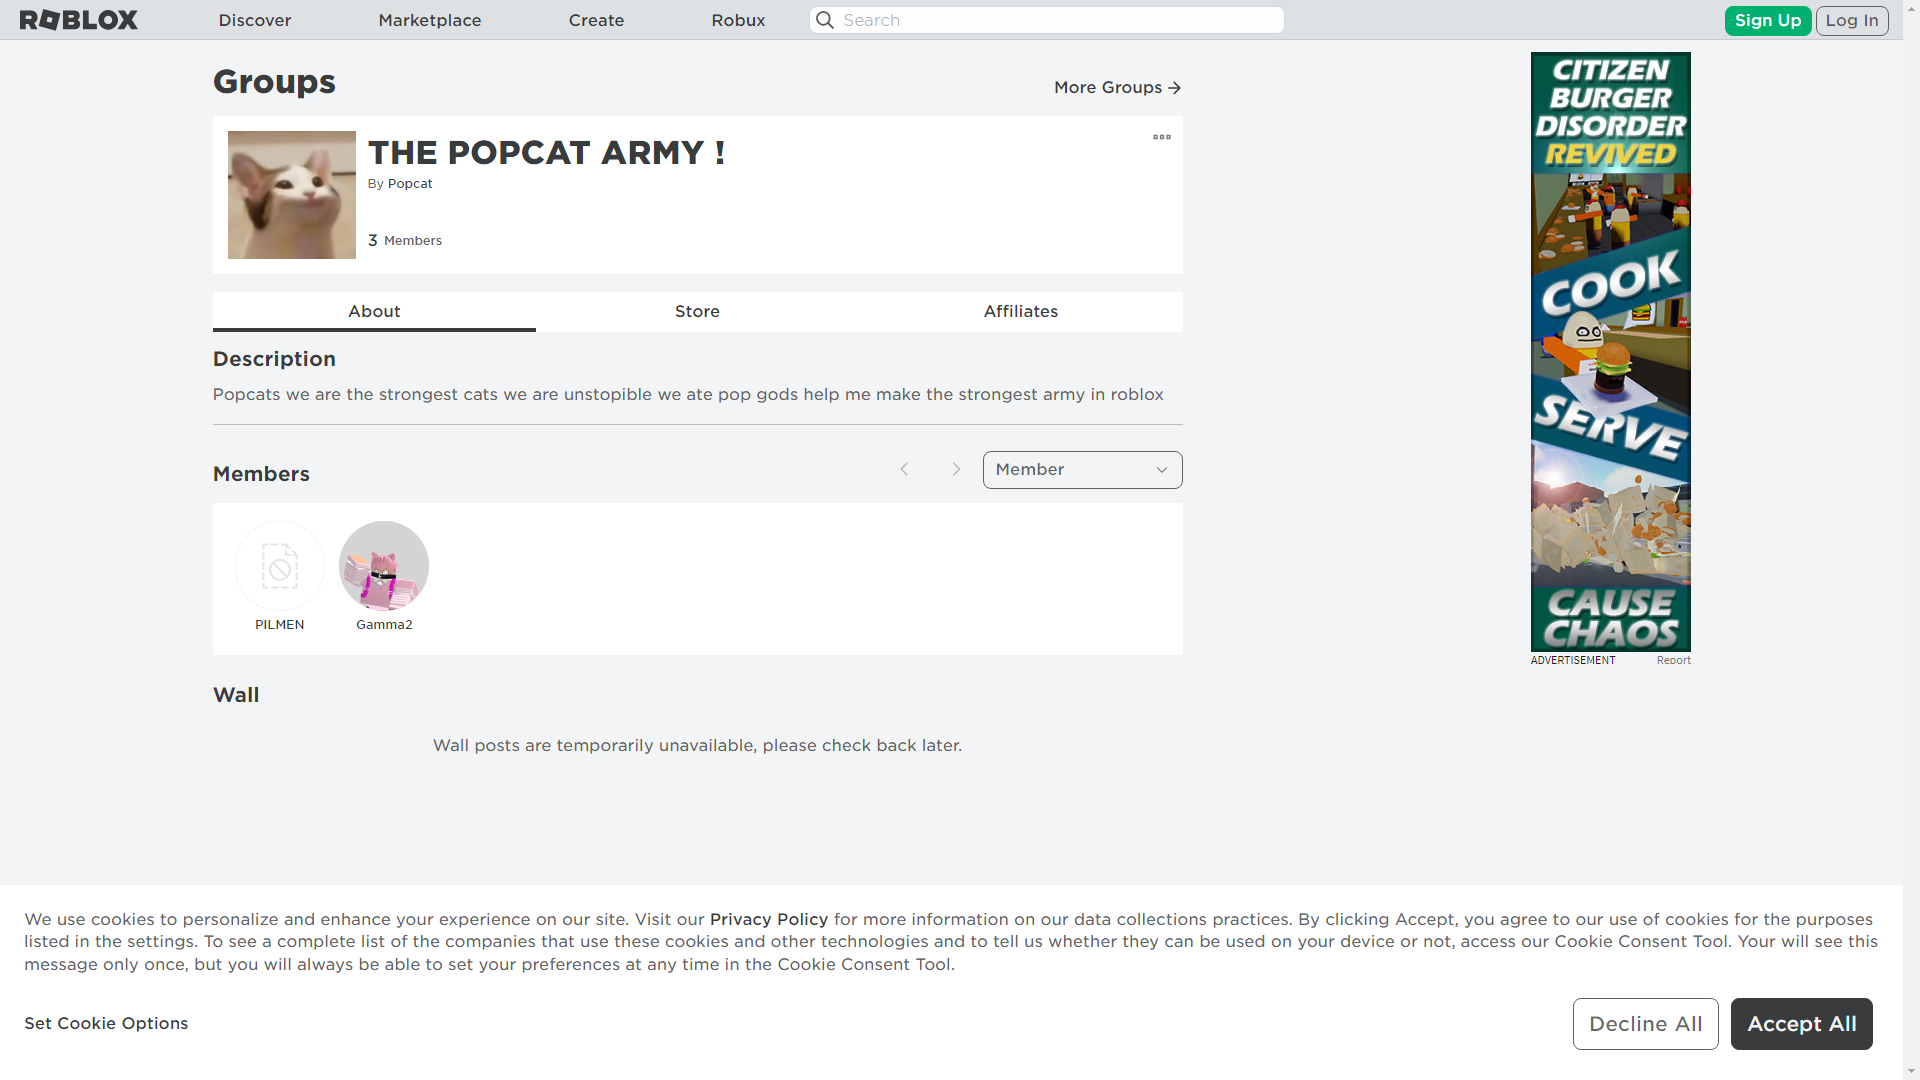 ROBLOX
Discover
Marketplace
Create
Robux
Search
Sign Up
Log In
Groups
More Groups
THE POPCAT ARMY !
By Popcat
3 Members
About
Store
Affiliates
Description
Popcats we are the strongest cats we are unstopible we ate pop gods help me make the strongest army in roblox
Members
Member
PILMEN
Gamma2
Wall
Wall posts are temporarily unavailable, please check back later.
CITIZEN
BURGER
DISORDER
REVIVED
COOK
SERVE
CAUSE
CHAOS
ADVERTISEMENT
Report
We use cookies to personalize and enhance your experience on our site. Visit our Privacy Policy for more information on our data collections practices. By clicking Accept, you agree to our use of cookies for the purposes
listed in the settings. To see a complete list of the companies that use these cookies and other technologies and to tell us whether they can be used on your device or not, access our Cookie Consent Tool. Your will see this
message only once, but you will always be able to set your preferences at any time in the Cookie Consent Tool.
Set Cookie Options
Decline All
Accept All